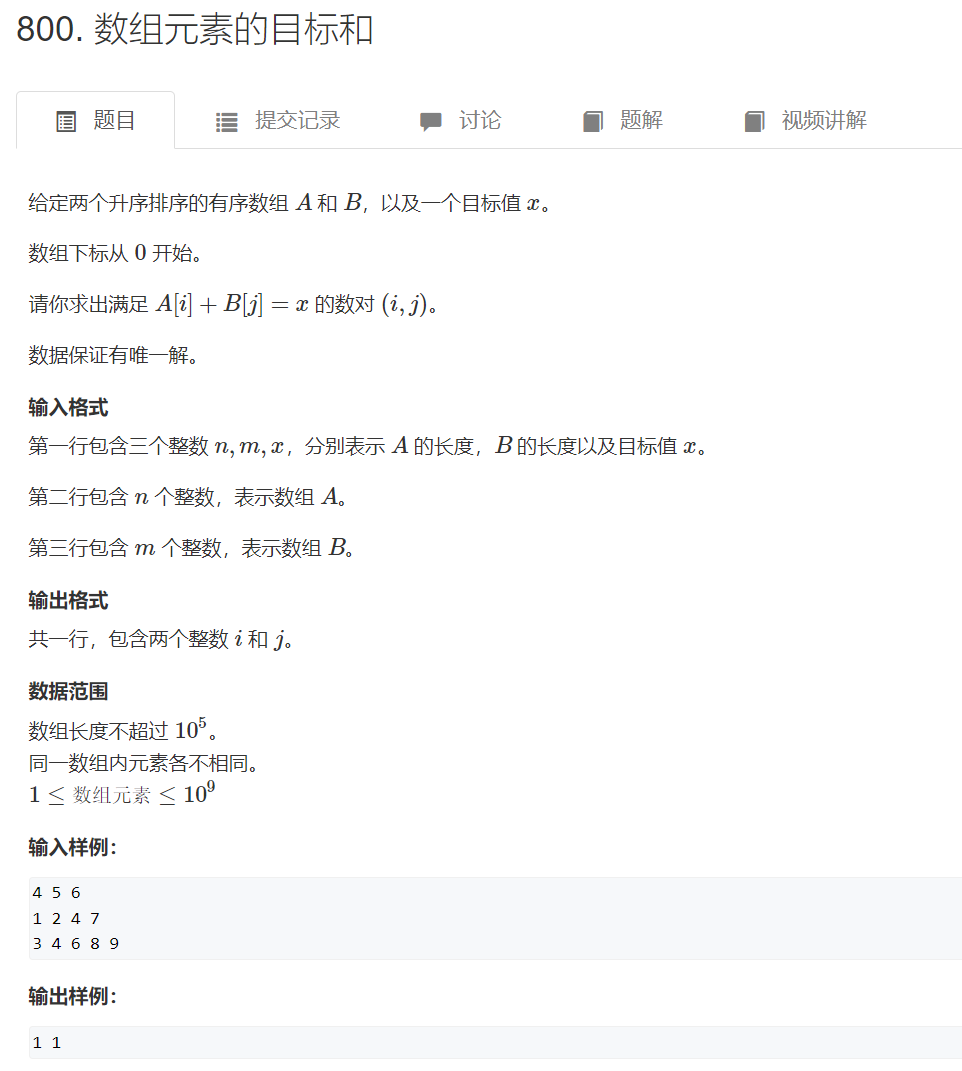 800. 数组元素的目标和
题目 提交记录 讨论 题解 视频讲解
给定两个升序排序的有序数组 A 和 B，以及一个目标值 x。
数组下标从 0 开始。
请你求出满足 A[i] + B[j] = x 的数对 (i, j)。
数据保证有唯一解。
输入格式
第一行包含三个整数 n, m, x，分别表示 A 的长度，B 的长度以及目标值 x。
第二行包含 n 个整数，表示数组 A。
第三行包含 m 个整数，表示数组 B。
输出格式
共一行，包含两个整数 i 和 j。
数据范围
数组长度不超过 10⁵。
同一数组内元素各不相同。
1 ≤ 数组元素 ≤ 10⁹
输入样例：
4 5 6
1 2 4 7
3 4 6 8 9
输出样例：
1 1